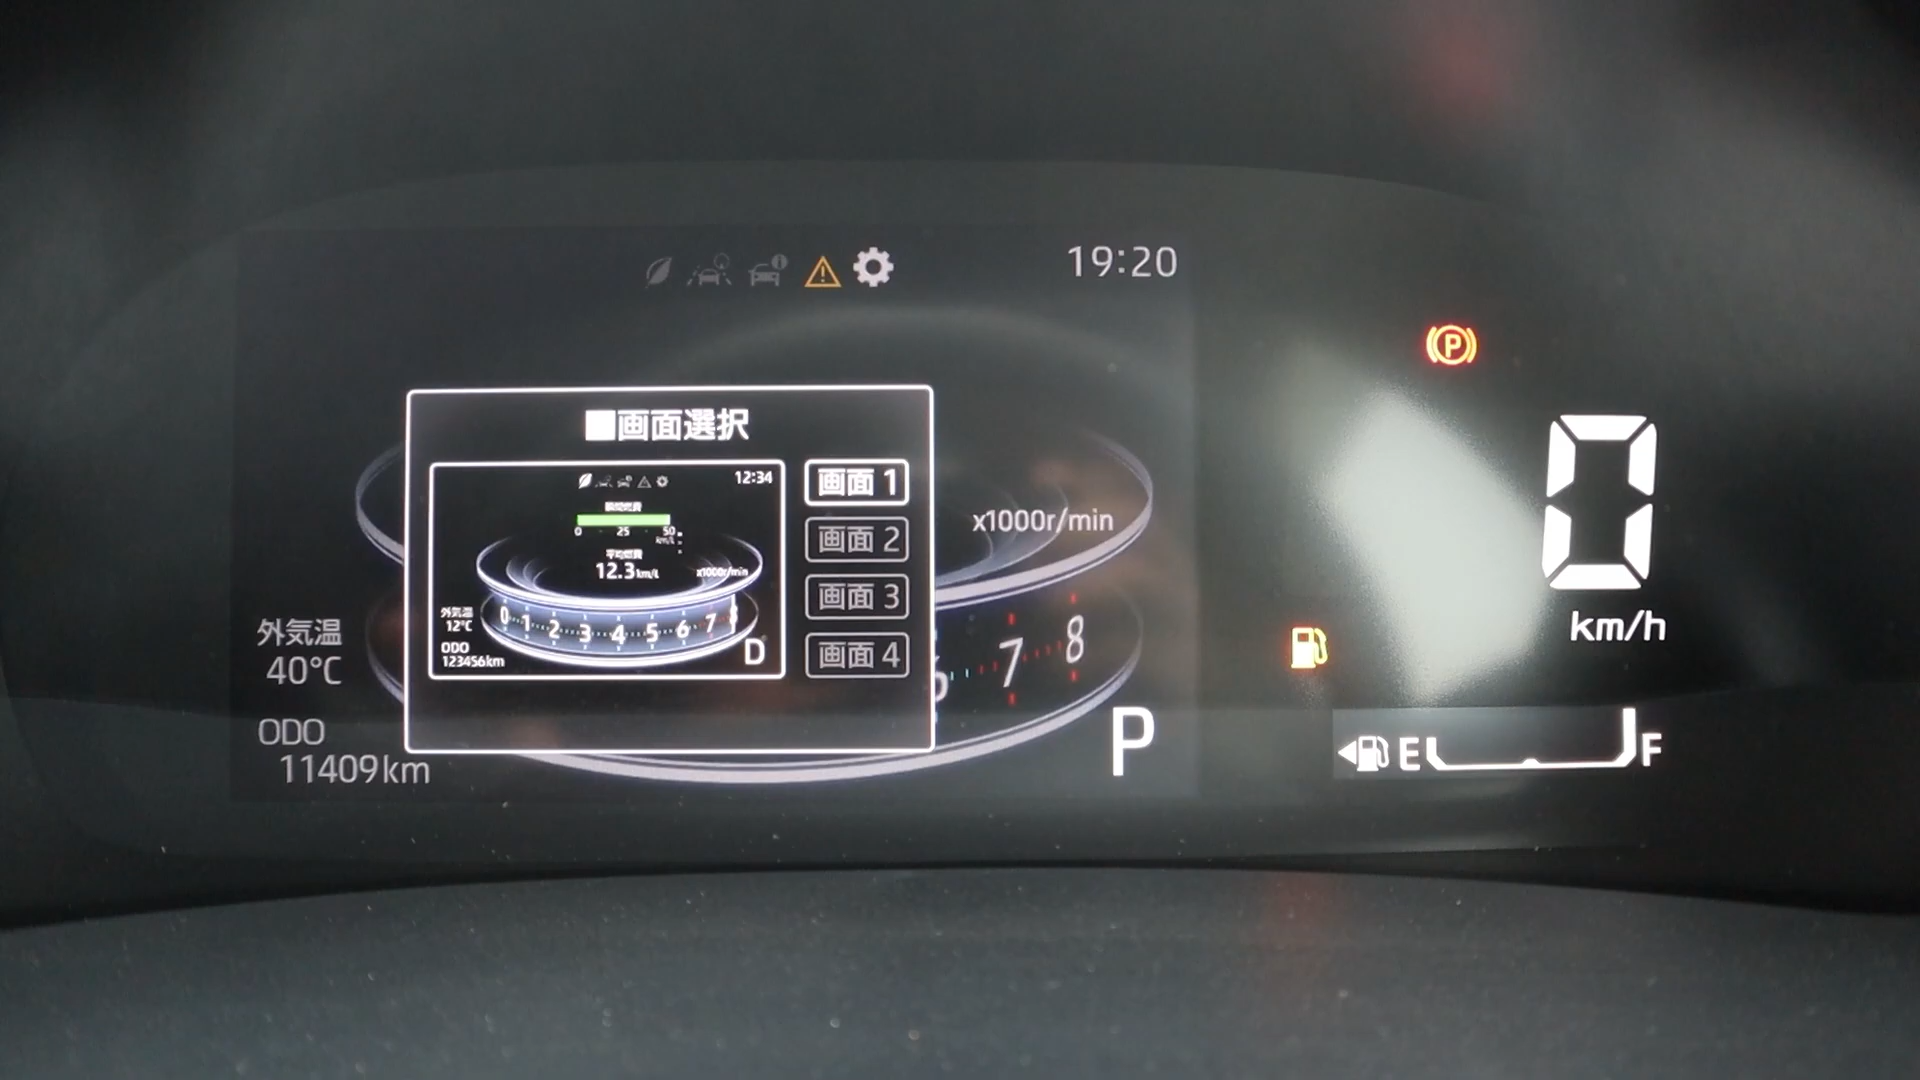 19:20
P
■画面選択
12:34
瞬間燃費
0 25 50
km/L
平均燃費
12.3km/L
x1000r/min
外気温
12℃
0 1 2 3 4 5 6 7 8
ODO
123456km
D
画面 1
画面 2
画面 3
画面 4
x1000r/min
6 7 8
外気温
40℃
ODO
11409km
P
0
km/h
E F